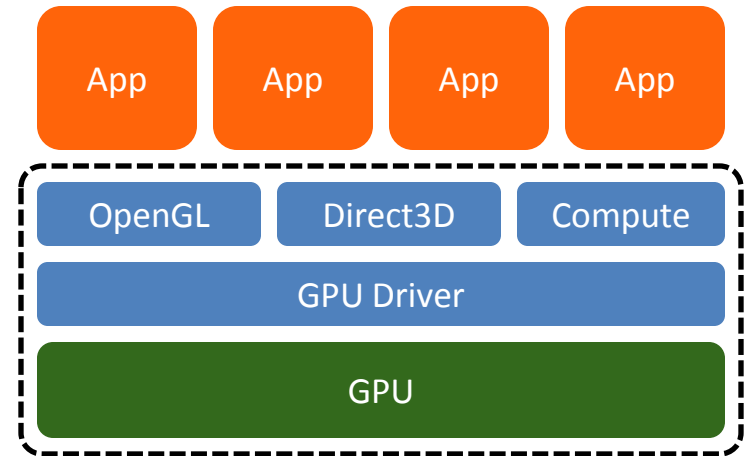 App App App App
OpenGL Direct3D Compute
GPU Driver
GPU